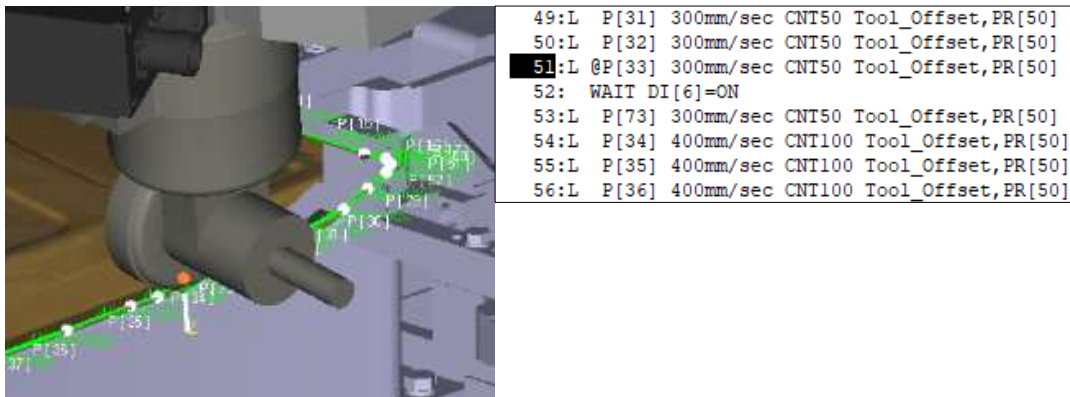 P[30]
P[35]
P[36]
37]
49:L P[31] 300mm/sec CNT50 Tool_Offset,PR[50]
50:L P[32] 300mm/sec CNT50 Tool_Offset,PR[50]
51:L @P[33] 300mm/sec CNT50 Tool_Offset,PR[50]
52: WAIT DI[6]=ON
53:L P[73] 300mm/sec CNT50 Tool_Offset,PR[50]
54:L P[34] 400mm/sec CNT100 Tool_Offset,PR[50]
55:L P[35] 400mm/sec CNT100 Tool_Offset,PR[50]
56:L P[36] 400mm/sec CNT100 Tool_Offset,PR[50]